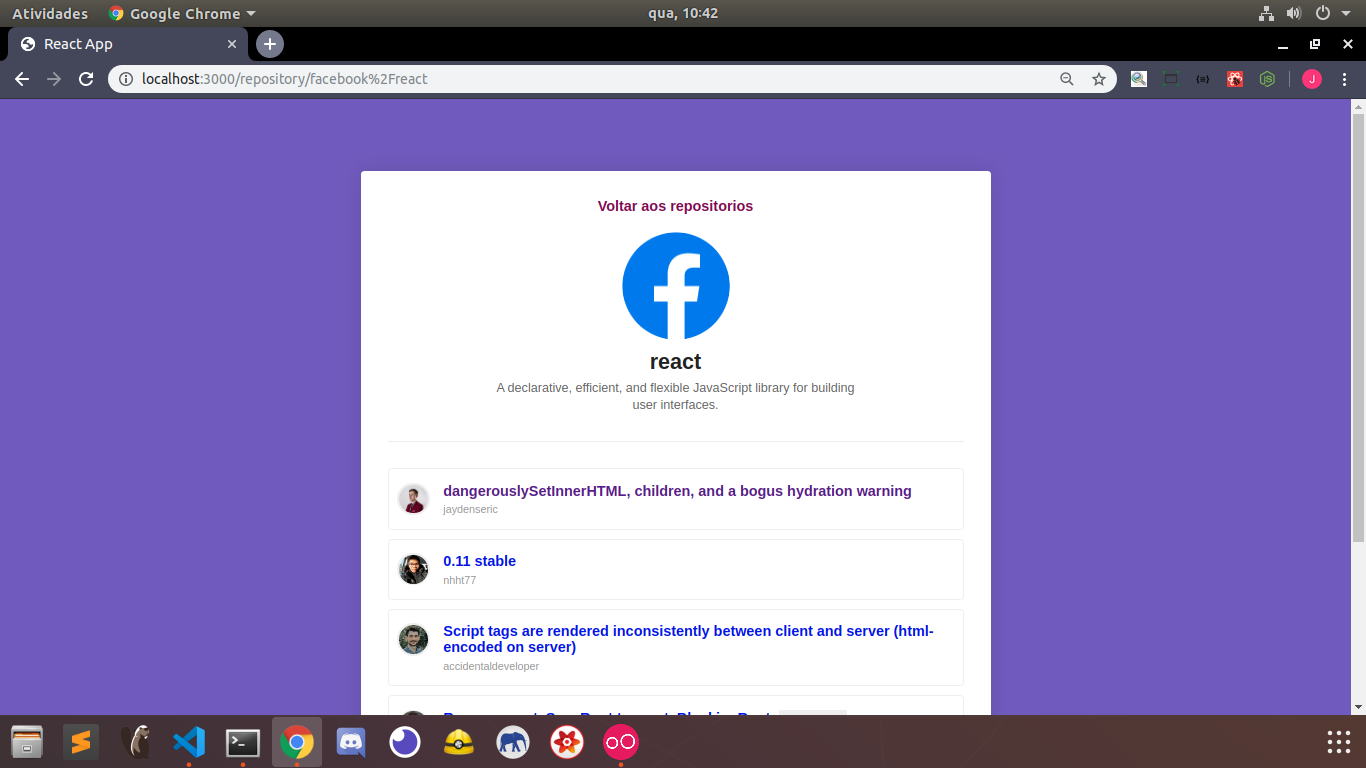 Atividades
Google Chrome
qua, 10:42
React App
localhost:3000/repository/facebook%2Freact
J
Voltar aos repositorios
react
A declarative, efficient, and flexible JavaScript library for building
user interfaces.
dangerouslySetInnerHTML, children, and a bogus hydration warning
jaydenseric
0.11 stable
nhht77
Script tags are rendered inconsistently between client and server (html-
encoded on server)
accidentaldeveloper